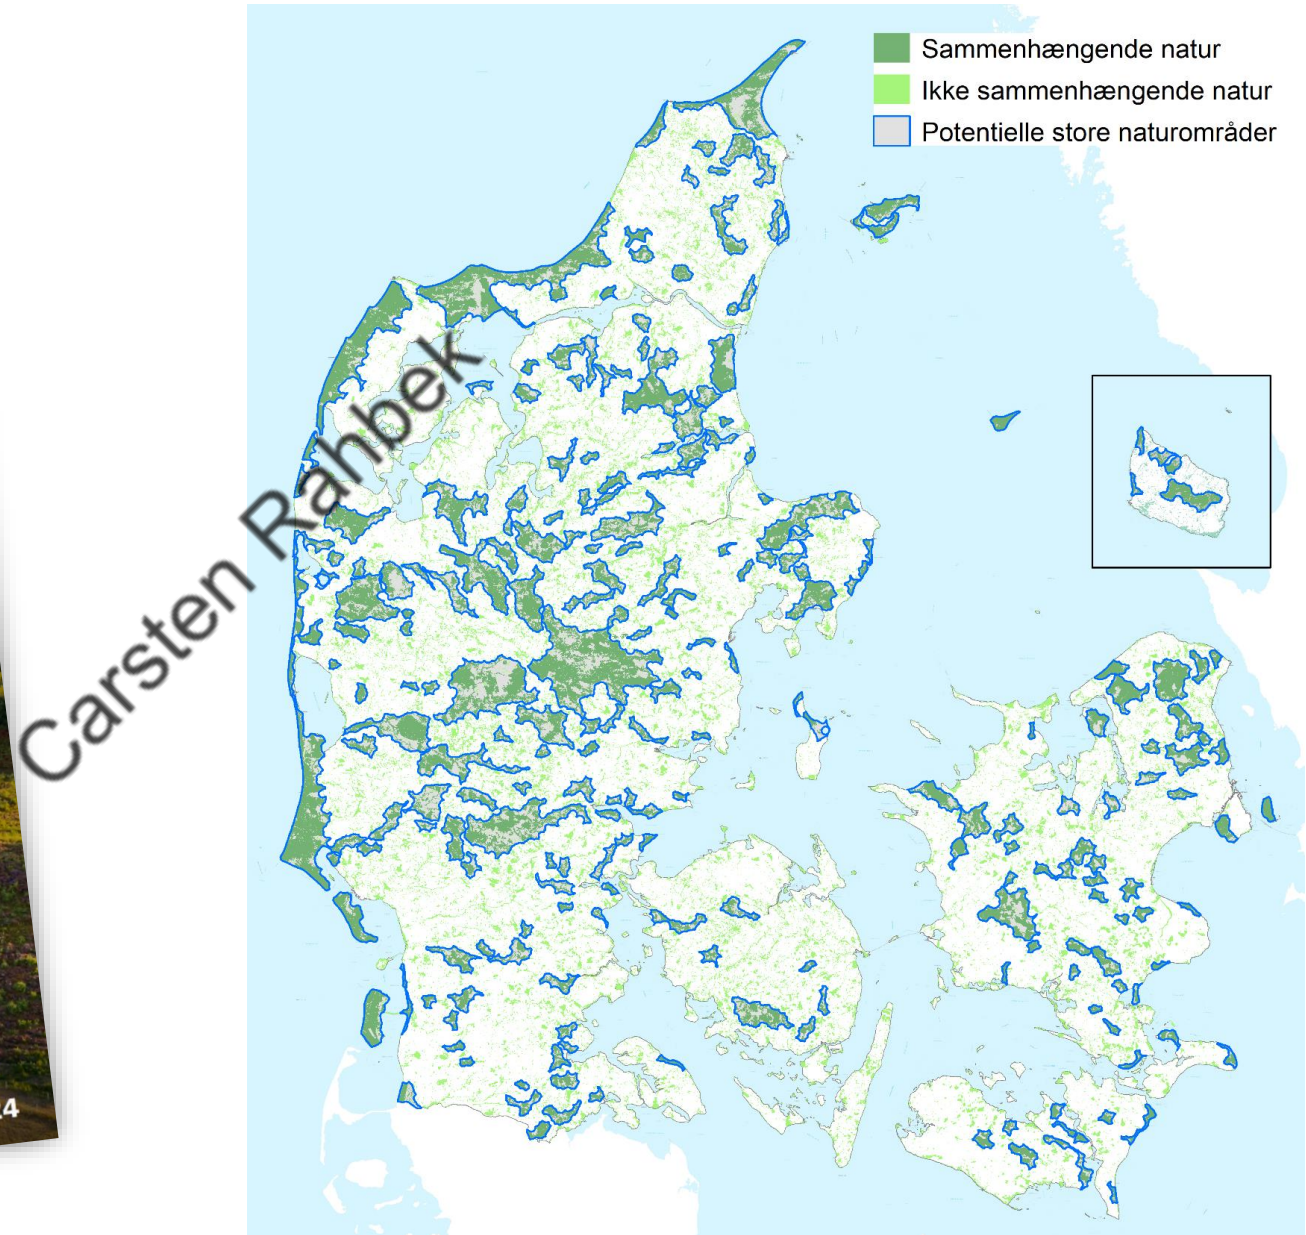 Sammenhængende natur
Ikke sammenhængende natur
Potentielle store naturområder
Carsten Rahbek